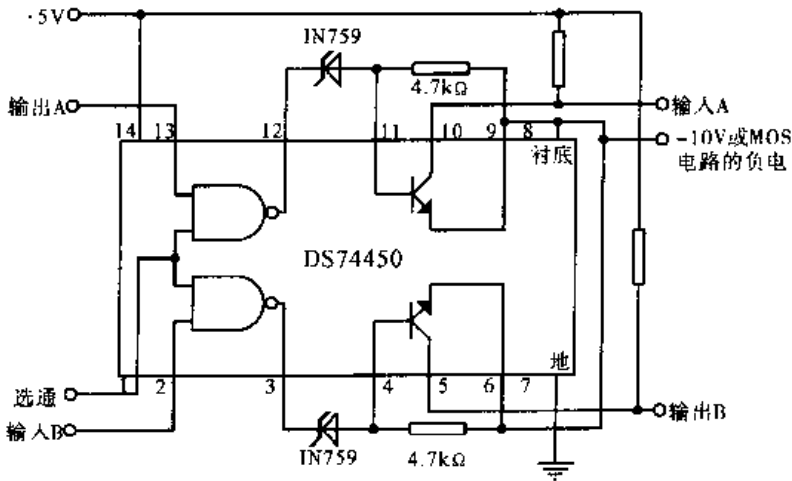 ·5V
IN759
4.7kΩ
输出A
输入A
14 13 12 11 10 9 8
衬底
-10V或MOS
电路的负电
DS74450
地
1 2 3 4 5 6 7
选通
输入B
输出B
IN759
4.7kΩ